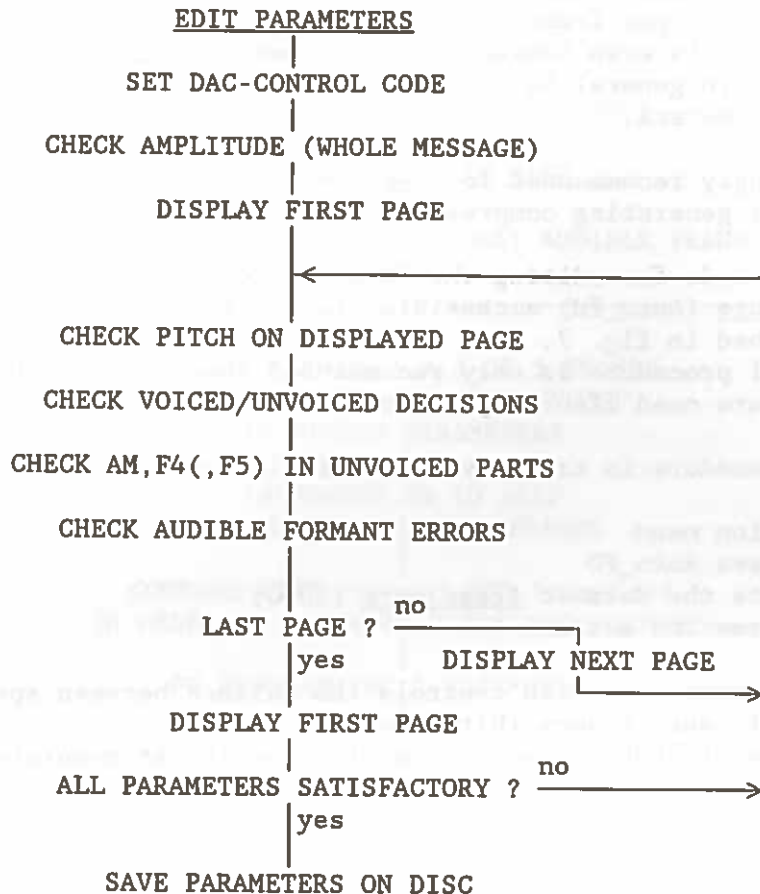 EDIT PARAMETERS
SET DAC-CONTROL CODE
CHECK AMPLITUDE (WHOLE MESSAGE)
DISPLAY FIRST PAGE
CHECK PITCH ON DISPLAYED PAGE
CHECK VOICED/UNVOICED DECISIONS
CHECK AM,F4(,F5) IN UNVOICED PARTS
CHECK AUDIBLE FORMANT ERRORS
LAST PAGE ? no
yes DISPLAY NEXT PAGE
DISPLAY FIRST PAGE
ALL PARAMETERS SATISFACTORY ? no
yes
SAVE PARAMETERS ON DISC